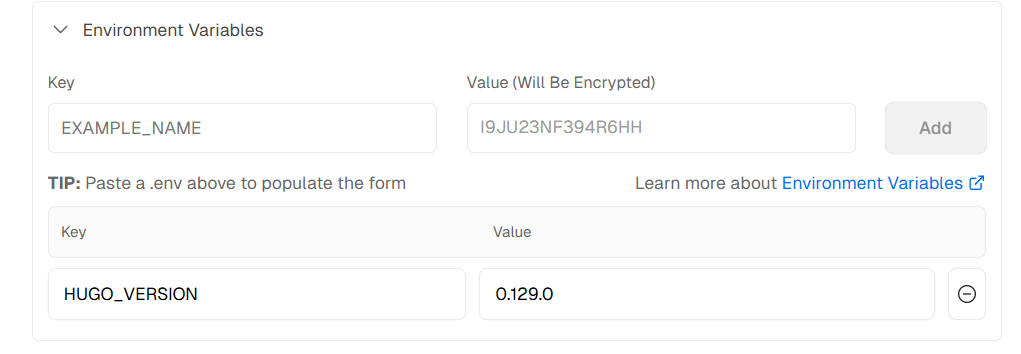 Environment Variables
Key
Value (Will Be Encrypted)
EXAMPLE_NAME
I9JU23NF394R6HH
Add
TIP: Paste a .env above to populate the form
Learn more about Environment Variables
Key
Value
HUGO_VERSION
0.129.0